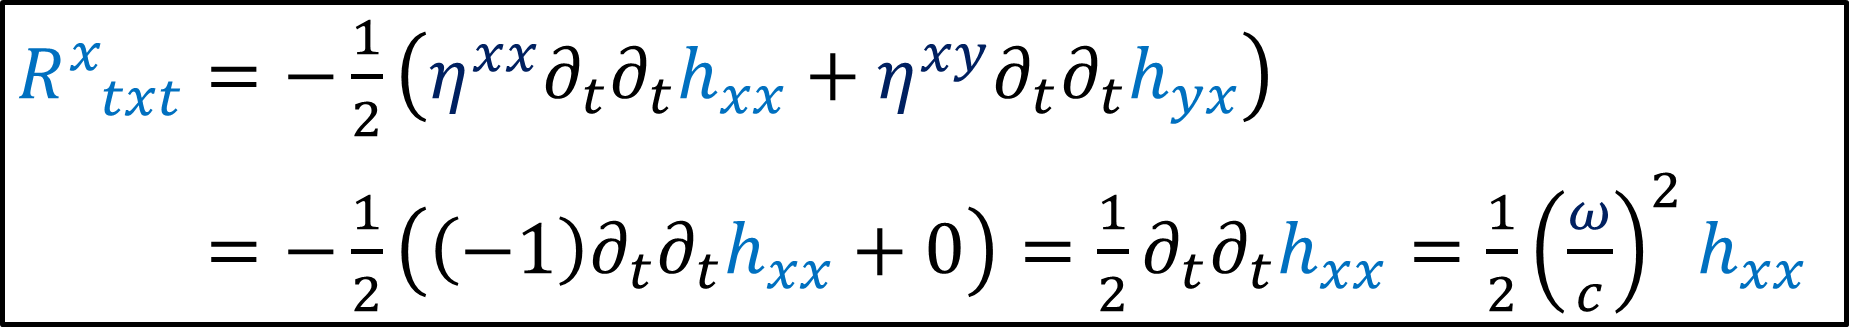 Rˣ_{txt} = −½(η^{xx}∂_t∂_t h_{xx} + η^{xy}∂_t∂_t h_{yx})
= −½((−1)∂_t∂_t h_{xx} + 0) = ½ ∂_t∂_t h_{xx} = ½(ω/c)² h_{xx}